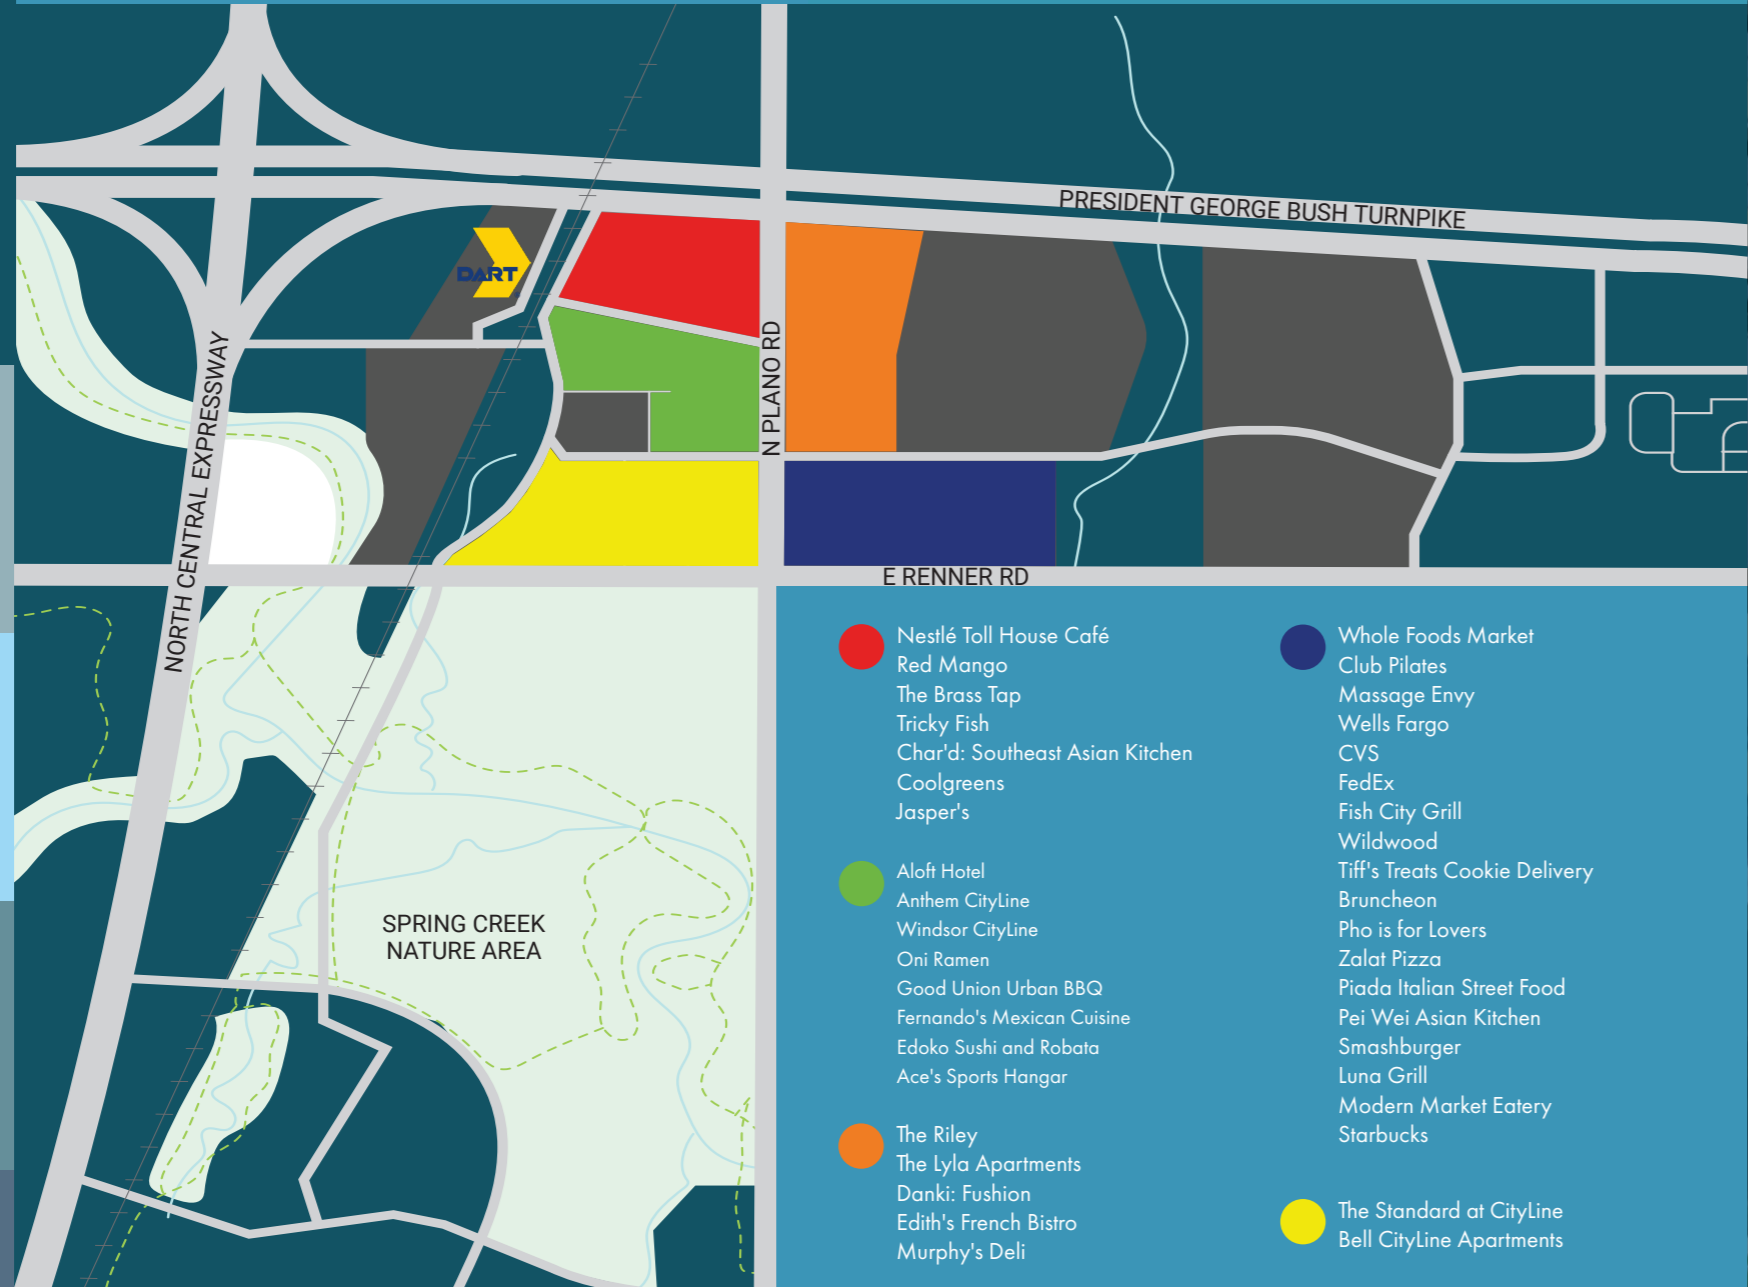 PRESIDENT GEORGE BUSH TURNPIKE
DART
N PLANO RD
NORTH CENTRAL EXPRESSWAY
E RENNER RD
SPRING CREEK
NATURE AREA
Nestlé Toll House Café
Red Mango
The Brass Tap
Tricky Fish
Char'd: Southeast Asian Kitchen
Coolgreens
Jasper's
Aloft Hotel
Anthem CityLine
Windsor CityLine
Oni Ramen
Good Union Urban BBQ
Fernando's Mexican Cuisine
Edoko Sushi and Robata
Ace's Sports Hangar
The Riley
The Lyla Apartments
Danki: Fushion
Edith's French Bistro
Murphy's Deli
Whole Foods Market
Club Pilates
Massage Envy
Wells Fargo
CVS
FedEx
Fish City Grill
Wildwood
Tiff's Treats Cookie Delivery
Bruncheon
Pho is for Lovers
Zalat Pizza
Piada Italian Street Food
Pei Wei Asian Kitchen
Smashburger
Luna Grill
Modern Market Eatery
Starbucks
The Standard at CityLine
Bell CityLine Apartments